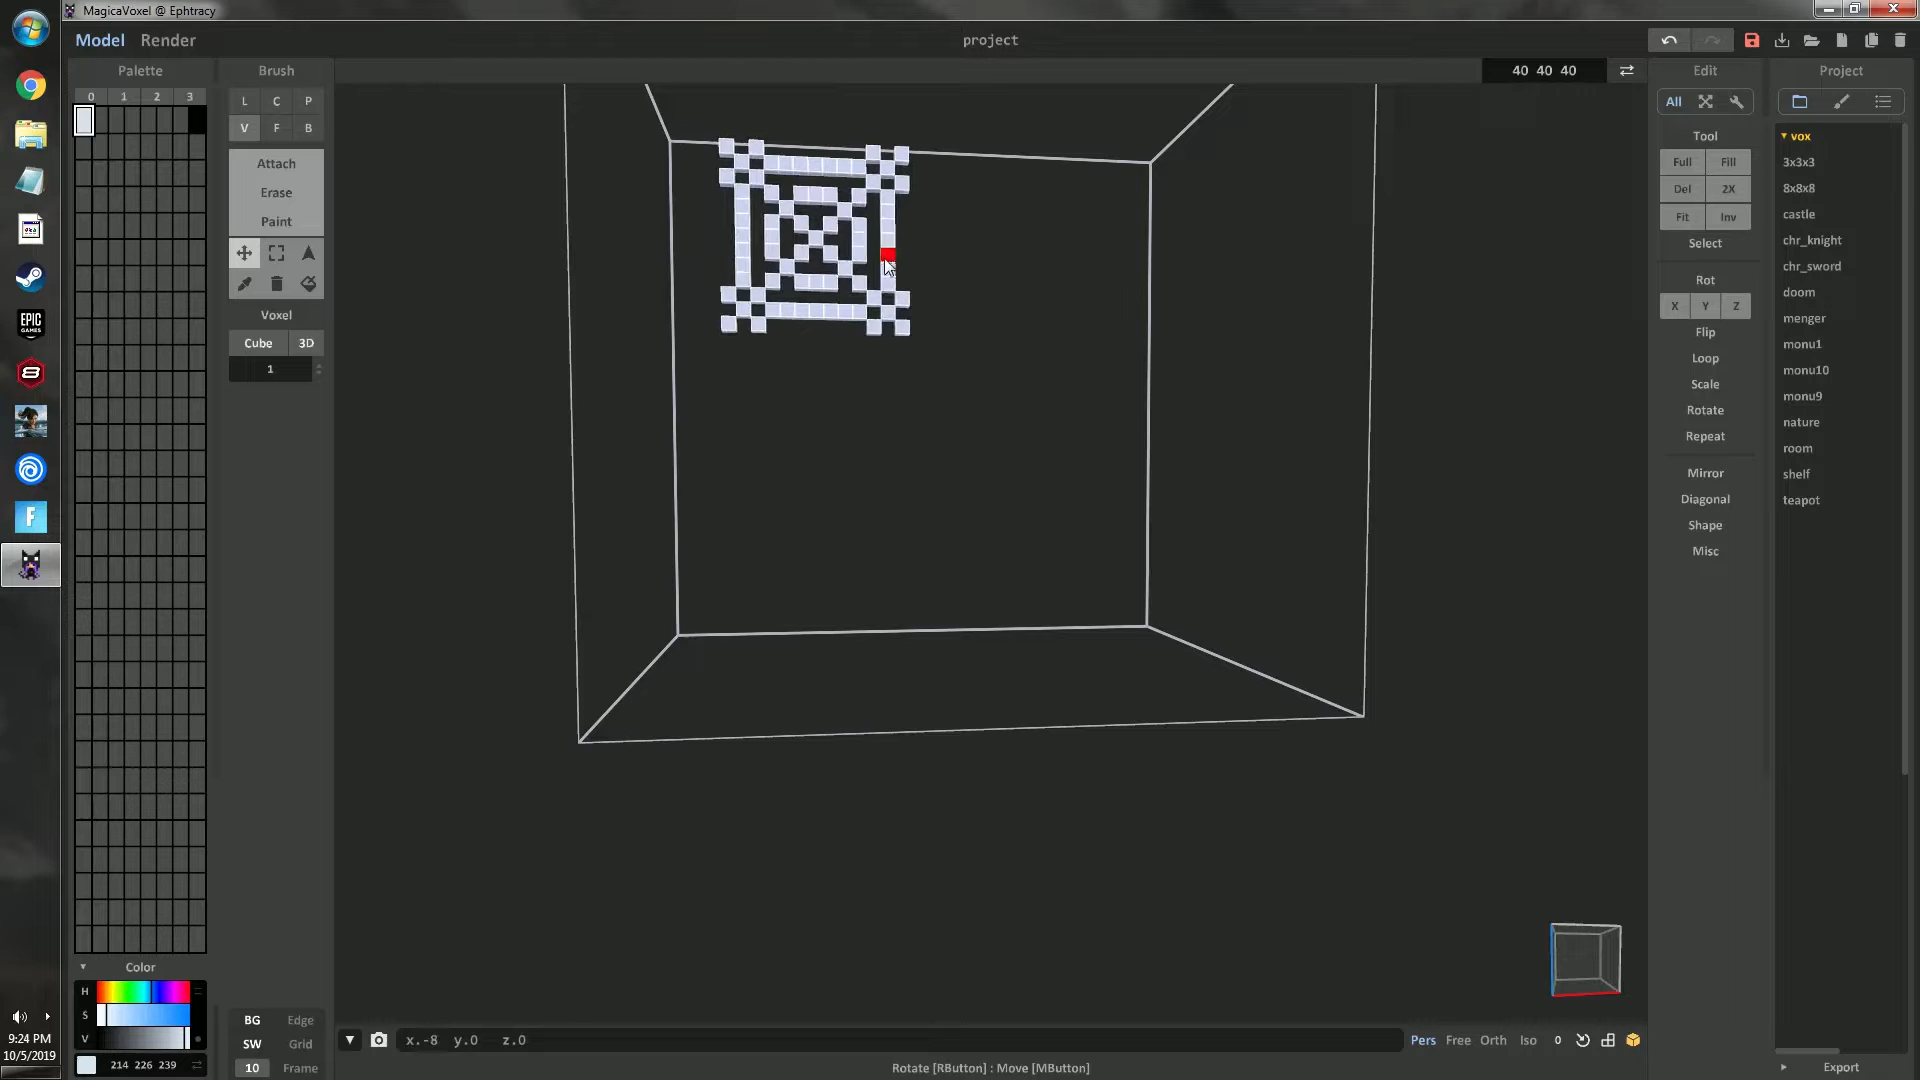 MagicaVoxel @ Ephtracy
Model Render
project
Palette
Brush
40 40 40
Edit
Project
0 1 2 3
L C P
V F B
All
Attach
Erase
Paint
Tool
Full Fill
Del 2X
Fit Inv
Select
Rot
X Y Z
Flip
Loop
Scale
Rotate
Repeat
Mirror
Diagonal
Shape
Misc
vox
3x3x3
8x8x8
castle
chr_knight
chr_sword
doom
menger
monu1
monu10
monu9
nature
room
shelf
teapot
Voxel
Cube 3D
1
EPIC
GAMES
Color
H
S
V
214 226 239
BG Edge
SW Grid
10 Frame
x.-8 y.0 z.0
Pers Free Orth Iso 0
Rotate [RButton] : Move [MButton]
Export
9:24 PM
10/5/2019